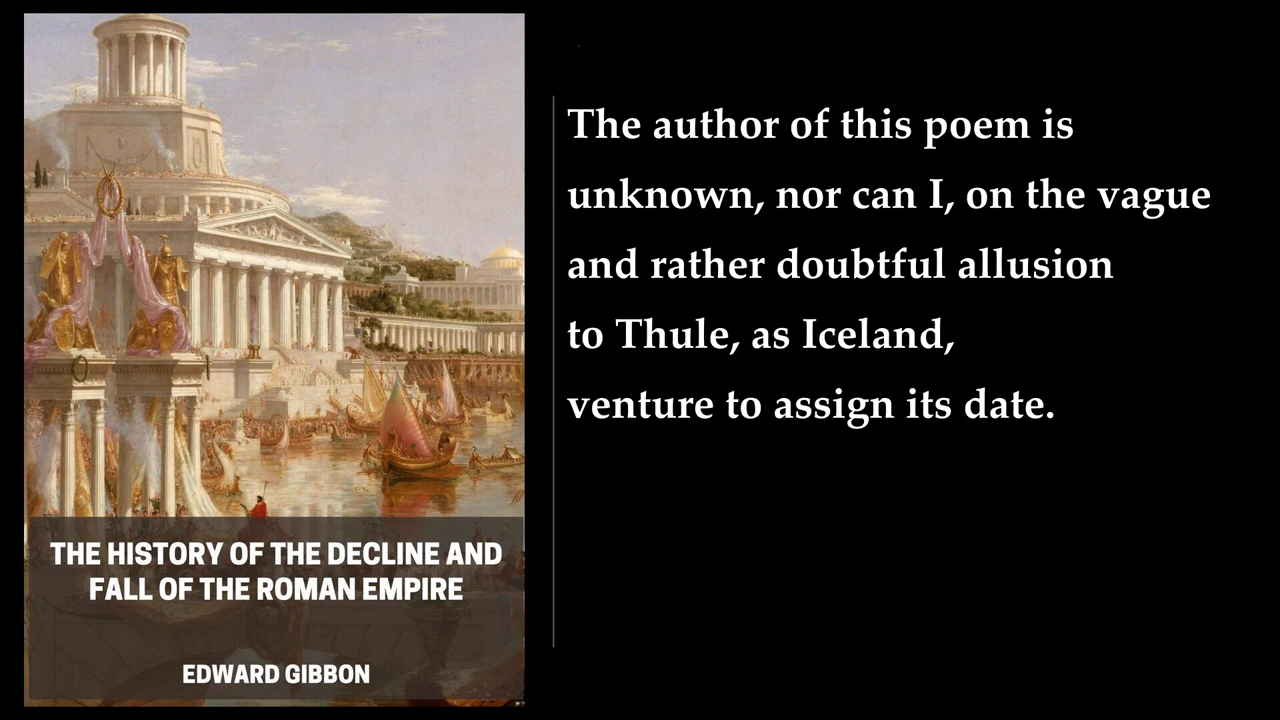 THE HISTORY OF THE DECLINE AND
FALL OF THE ROMAN EMPIRE
EDWARD GIBBON
The author of this poem is
unknown, nor can I, on the vague
and rather doubtful allusion
to Thule, as Iceland,
venture to assign its date.